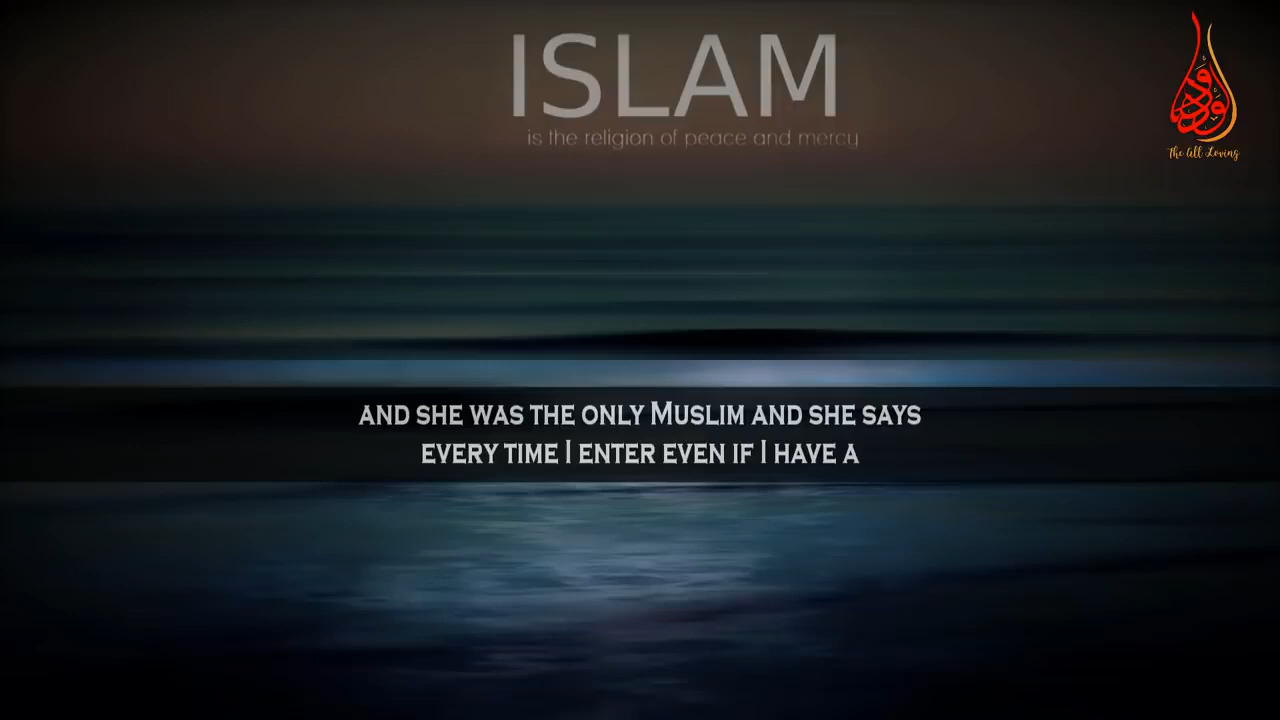 ISLAM
is the religion of peace and mercy
الودود
The All Loving
AND SHE WAS THE ONLY MUSLIM AND SHE SAYS
EVERY TIME I ENTER EVEN IF I HAVE A